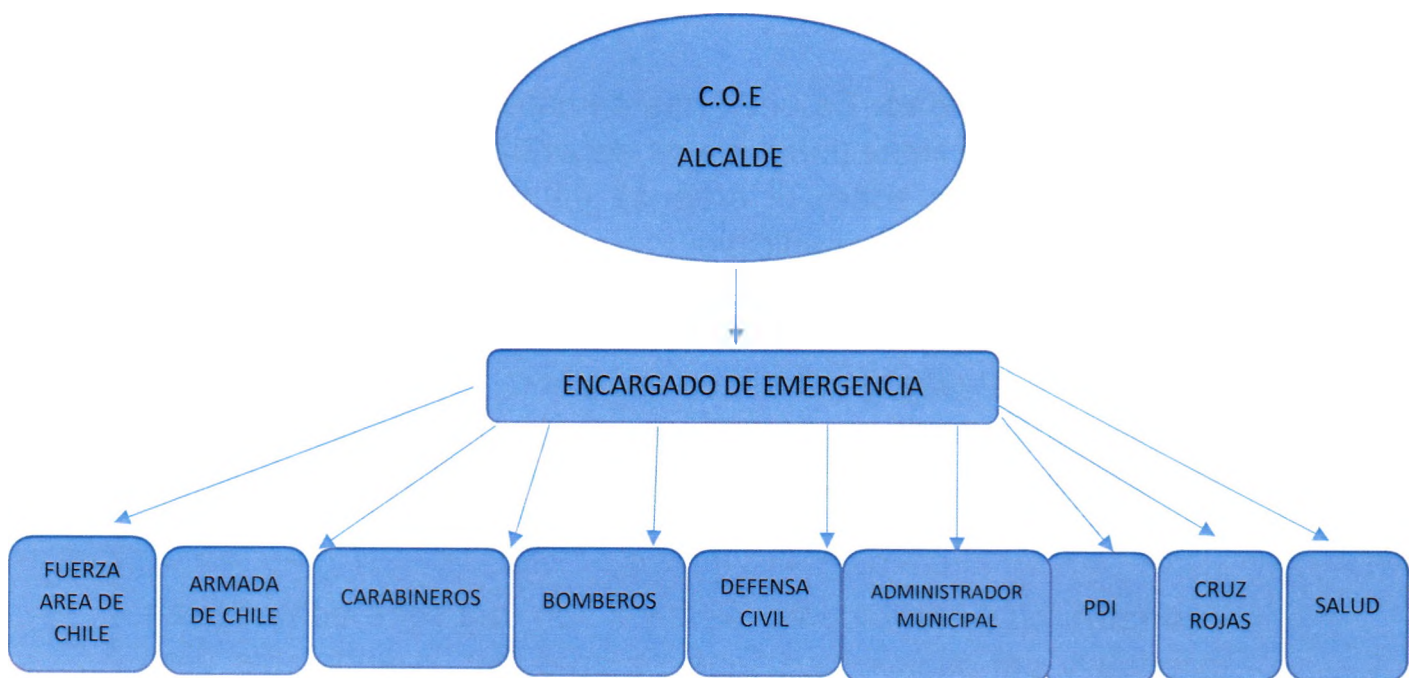 C.O.E
ALCALDE
ENCARGADO DE EMERGENCIA
FUERZA
AREA DE
CHILE
ARMADA
DE CHILE
CARABINEROS
BOMBEROS
DEFENSA
CIVIL
ADMINISTRADOR
MUNICIPAL
PDI
CRUZ
ROJAS
SALUD